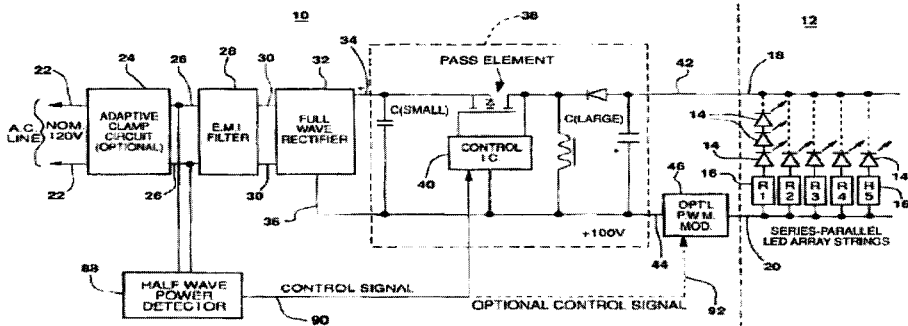 10
12
38
24
26
28
30
32
34
PASS ELEMENT
42
18
22
A.C. LINE
NOM. 120V
ADAPTIVE
CLAMP
CIRCUIT
(OPTIONAL)
E.M.I
FILTER
FULL
WAVE
RECTIFIER
C(SMALL)
C(LARGE)
CONTROL
I.C.
40
14
14
14
22
26
30
36
46
16
R
1
R
2
R
3
R
4
R
5
16
OPT'L
P.W.M.
MOD.
+100V
44
20
SERIES-PARALLEL
LED ARRAY STRINGS
88
HALF WAVE
POWER
DETECTOR
CONTROL SIGNAL
90
OPTIONAL CONTROL SIGNAL
92